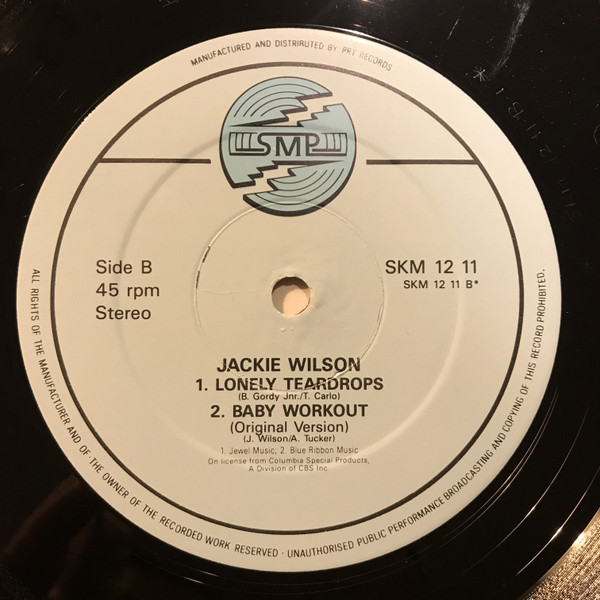 MANUFACTURED AND DISTRIBUTED BY PRT RECORDS
SMP
Side B
45 rpm
Stereo
SKM 12 11
SKM 12 11 B*
JACKIE WILSON
1. LONELY TEARDROPS
(B. Gordy Jnr./T. Carlo)
2. BABY WORKOUT
(Original Version)
(J. Wilson/A. Tucker)
1. Jewel Music; 2. Blue Ribbon Music
On license from Columbia Special Products,
A Division of CBS Inc
ALL RIGHTS OF THE MANUFACTURER AND OF THE OWNER OF THE RECORDED WORK RESERVED · UNAUTHORISED PUBLIC PERFORMANCE BROADCASTING AND COPYING OF THIS RECORD PROHIBITED.